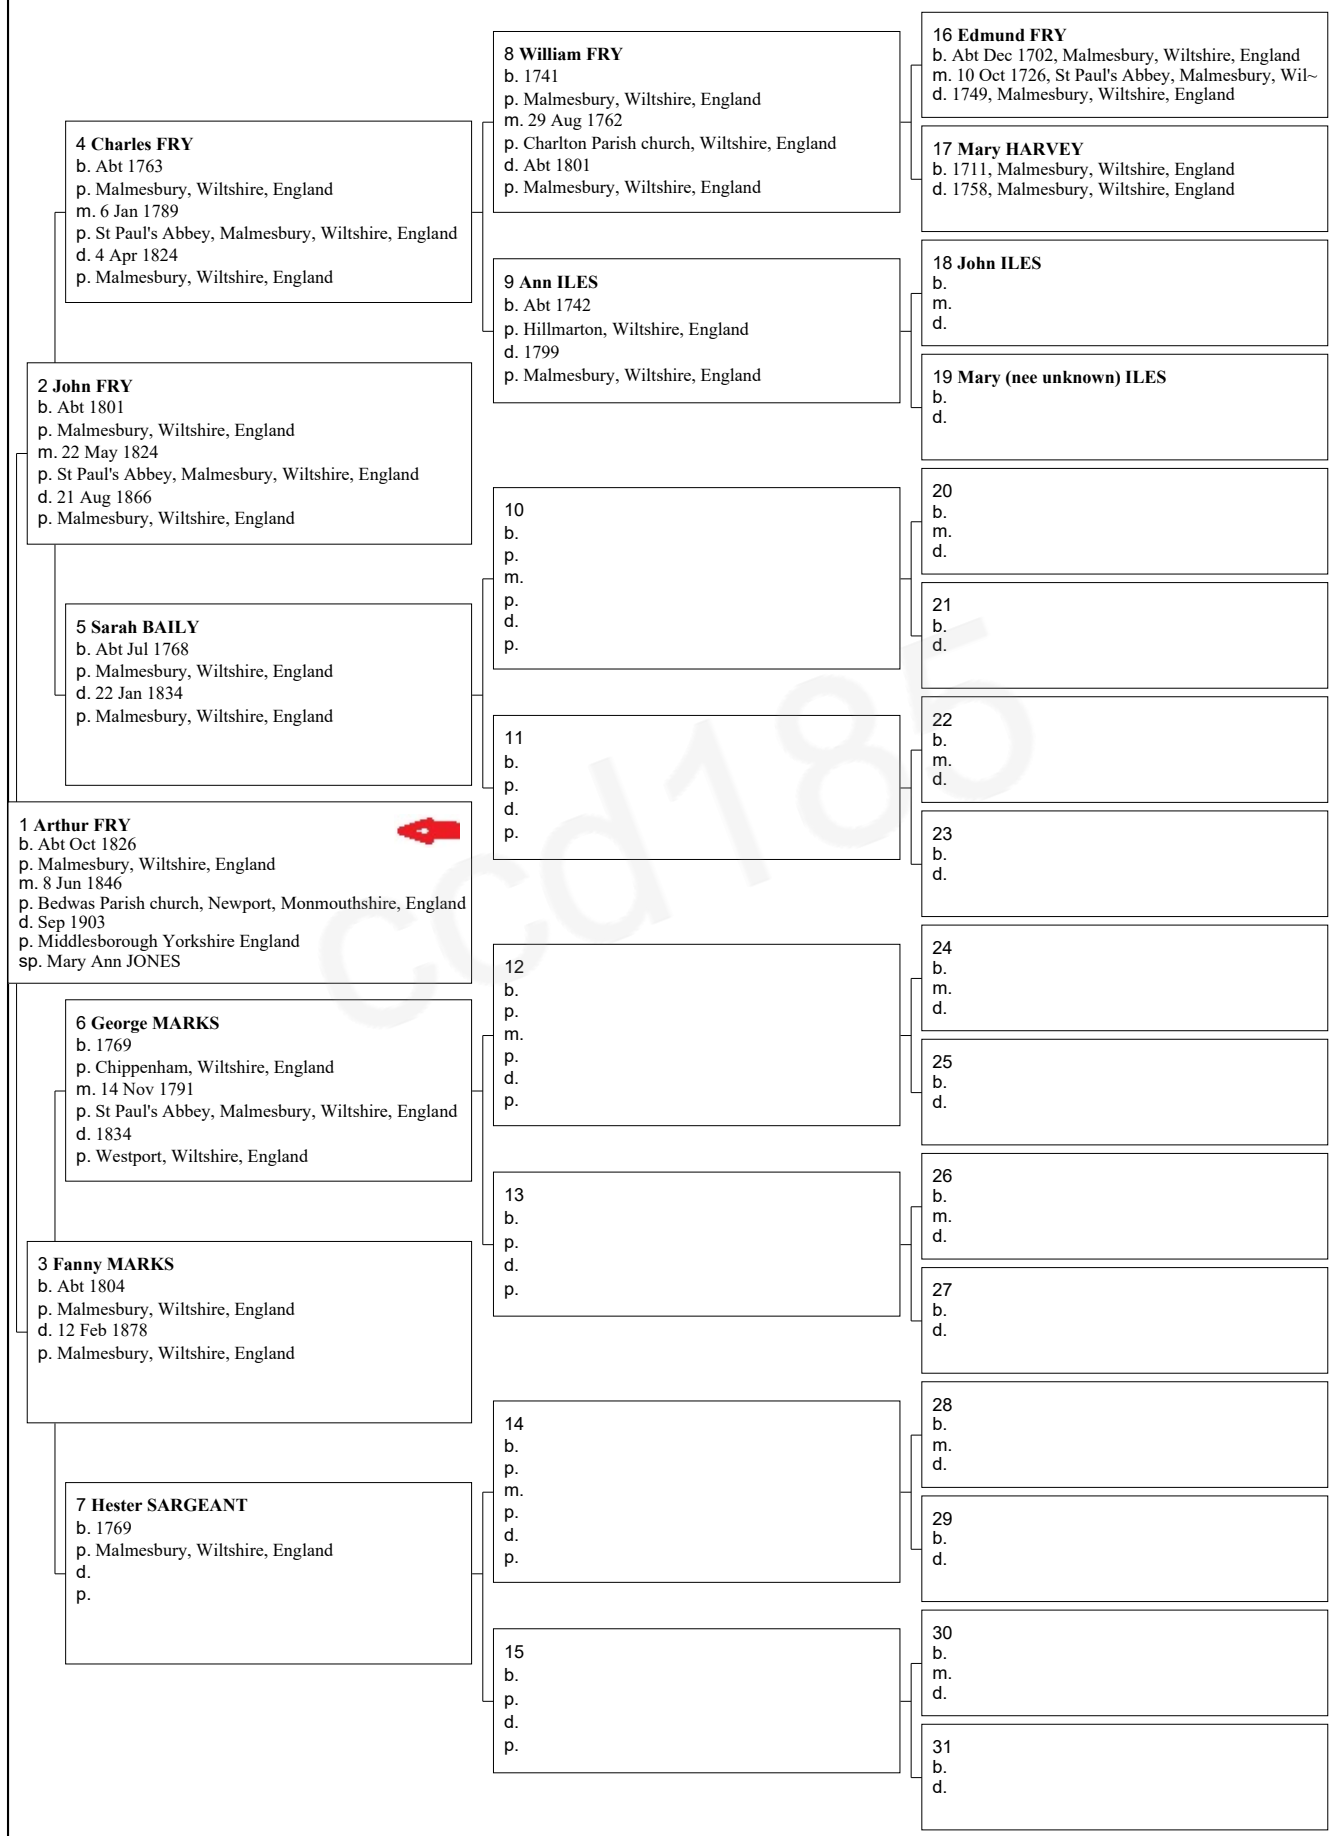 16 Edmund FRY
b. Abt Dec 1702, Malmesbury, Wiltshire, England
m. 10 Oct 1726, St Paul's Abbey, Malmesbury, Wil~
d. 1749, Malmesbury, Wiltshire, England
8 William FRY
b. 1741
p. Malmesbury, Wiltshire, England
m. 29 Aug 1762
p. Charlton Parish church, Wiltshire, England
d. Abt 1801
p. Malmesbury, Wiltshire, England
17 Mary HARVEY
b. 1711, Malmesbury, Wiltshire, England
d. 1758, Malmesbury, Wiltshire, England
4 Charles FRY
b. Abt 1763
p. Malmesbury, Wiltshire, England
m. 6 Jan 1789
p. St Paul's Abbey, Malmesbury, Wiltshire, England
d. 4 Apr 1824
p. Malmesbury, Wiltshire, England
18 John ILES
b.
m.
d.
9 Ann ILES
b. Abt 1742
p. Hillmarton, Wiltshire, England
d. 1799
p. Malmesbury, Wiltshire, England
19 Mary (nee unknown) ILES
b.
d.
2 John FRY
b. Abt 1801
p. Malmesbury, Wiltshire, England
m. 22 May 1824
p. St Paul's Abbey, Malmesbury, Wiltshire, England
d. 21 Aug 1866
p. Malmesbury, Wiltshire, England
20
b.
m.
d.
10
b.
p.
m.
p.
d.
p.
21
b.
d.
5 Sarah BAILY
b. Abt Jul 1768
p. Malmesbury, Wiltshire, England
d. 22 Jan 1834
p. Malmesbury, Wiltshire, England
22
b.
m.
d.
11
b.
p.
d.
p.
23
b.
d.
1 Arthur FRY
b. Abt Oct 1826
p. Malmesbury, Wiltshire, England
m. 8 Jun 1846
p. Bedwas Parish church, Newport, Monmouthshire, England
d. Sep 1903
p. Middlesborough Yorkshire England
sp. Mary Ann JONES
ccd185
24
b.
m.
d.
12
b.
p.
m.
p.
d.
p.
25
b.
d.
6 George MARKS
b. 1769
p. Chippenham, Wiltshire, England
m. 14 Nov 1791
p. St Paul's Abbey, Malmesbury, Wiltshire, England
d. 1834
p. Westport, Wiltshire, England
26
b.
m.
d.
13
b.
p.
d.
p.
27
b.
d.
3 Fanny MARKS
b. Abt 1804
p. Malmesbury, Wiltshire, England
d. 12 Feb 1878
p. Malmesbury, Wiltshire, England
28
b.
m.
d.
14
b.
p.
m.
p.
d.
p.
29
b.
d.
7 Hester SARGEANT
b. 1769
p. Malmesbury, Wiltshire, England
d.
p.
30
b.
m.
d.
15
b.
p.
d.
p.
31
b.
d.